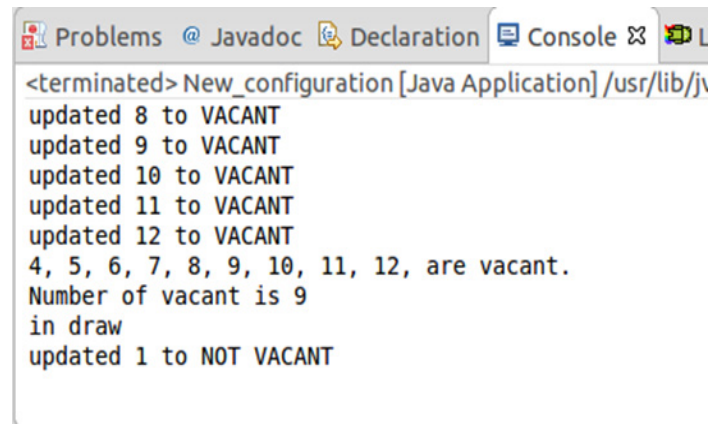 Problems @ Javadoc Declaration Console L
<terminated> New_configuration [Java Application] /usr/lib/jv
updated 8 to VACANT
updated 9 to VACANT
updated 10 to VACANT
updated 11 to VACANT
updated 12 to VACANT
4, 5, 6, 7, 8, 9, 10, 11, 12, are vacant.
Number of vacant is 9
in draw
updated 1 to NOT VACANT